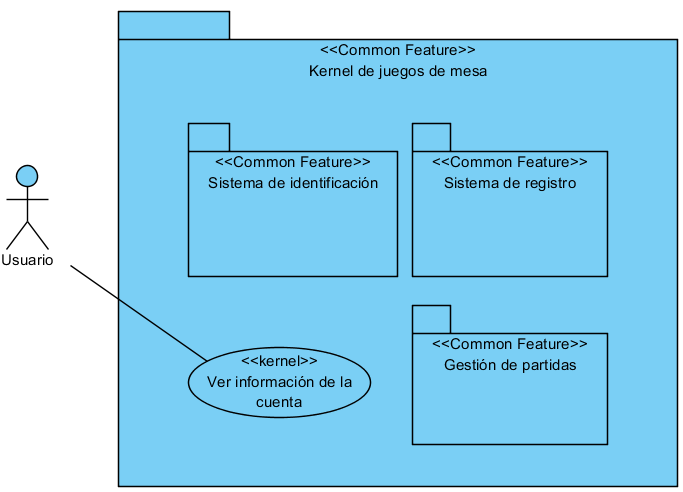 <<Common Feature>>
Kernel de juegos de mesa
<<Common Feature>>
Sistema de identificación
<<Common Feature>>
Sistema de registro
Usuario
<<kernel>>
Ver información de la
cuenta
<<Common Feature>>
Gestión de partidas